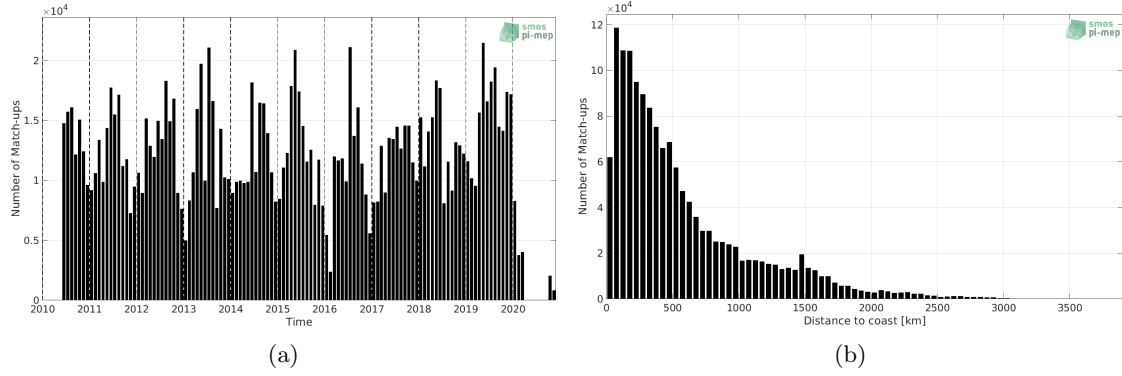 ×10⁴
smos
pi-mep
2
1.5
1
0.5
0
Number of Match-ups
2010 2011 2012 2013 2014 2015 2016 2017 2018 2019 2020
Time
(a)
×10⁴
smos
pi-mep
12
10
8
6
4
2
0
Number of Match-ups
0 500 1000 1500 2000 2500 3000 3500
Distance to coast [km]
(b)